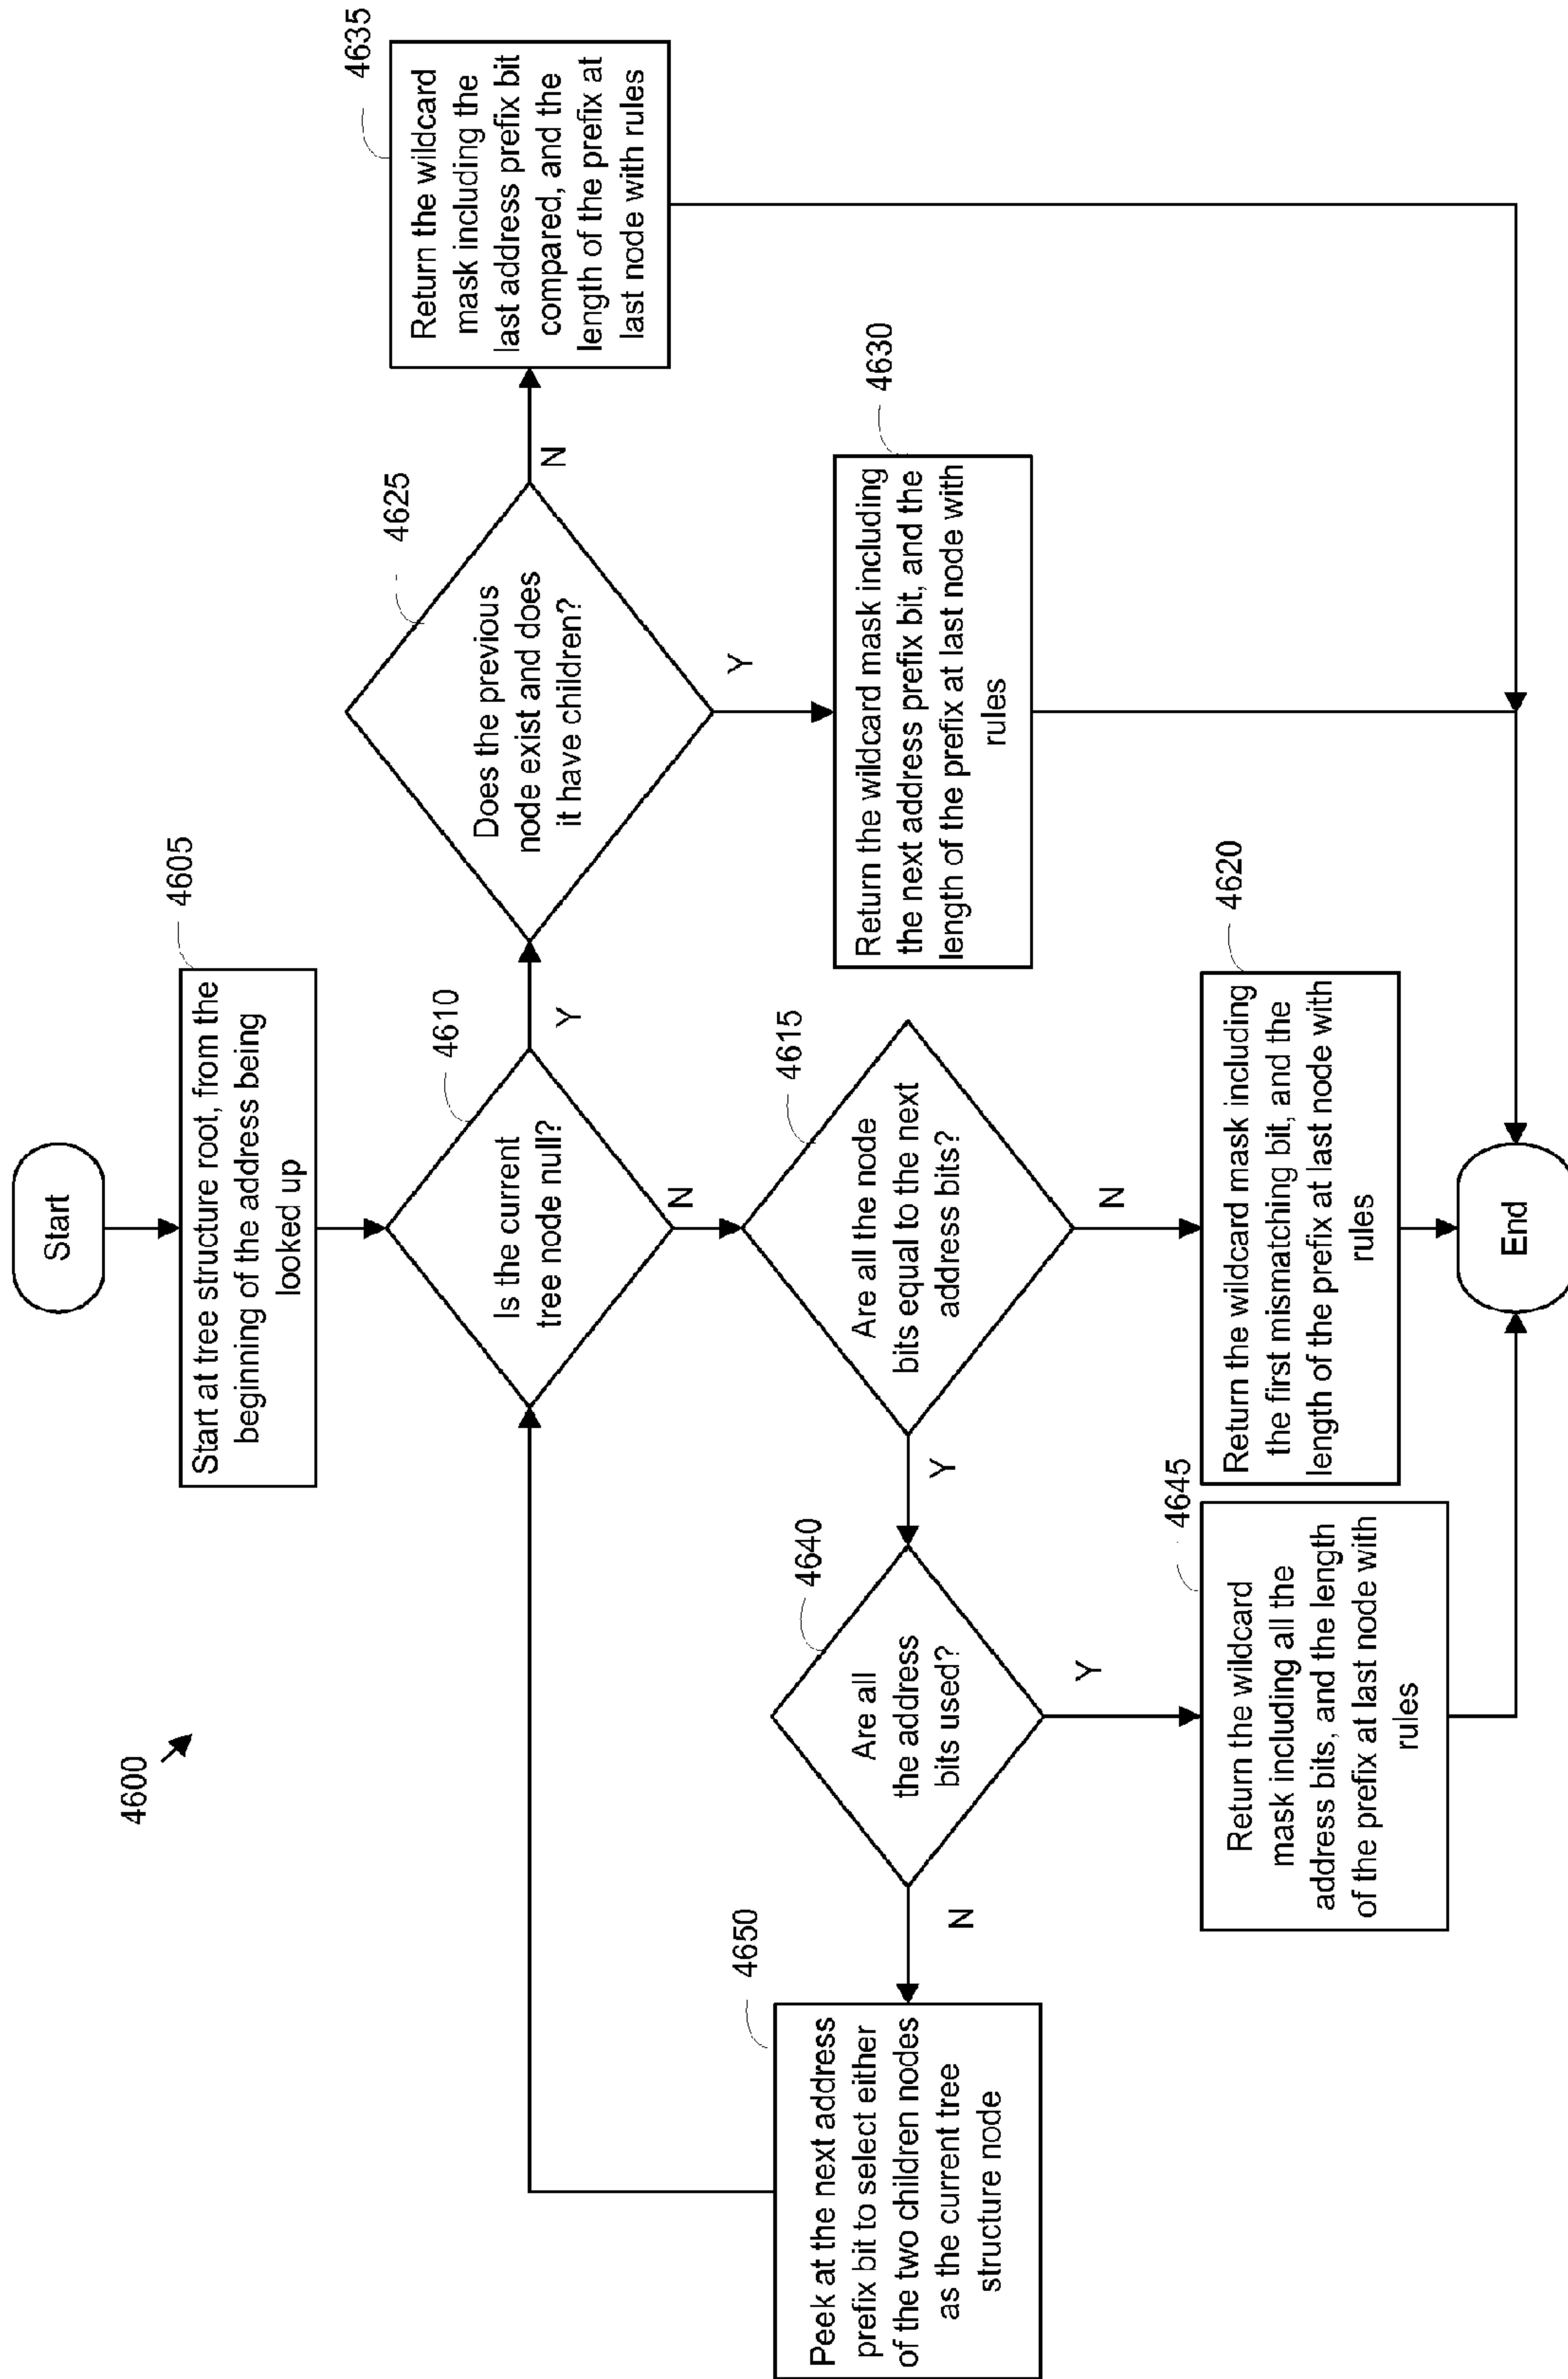 4600
Start
4605
Start at tree structure root, from the
beginning of the address being
looked up
4610
Is the current
tree node null?
Y
N
4625
Does the previous
node exist and does
it have children?
N
Y
4635
Return the wildcard
mask including the
last address prefix bit
compared, and the
length of the prefix at
last node with rules
4630
Return the wildcard mask including
the next address prefix bit, and the
length of the prefix at last node with
rules
4615
Are all the node
bits equal to the next
address bits?
Y
N
4620
Return the wildcard mask including
the first mismatching bit, and the
length of the prefix at last node with
rules
4640
Are all
the address
bits used?
Y
N
4645
Return the wildcard
mask including all the
address bits, and the length
of the prefix at last node with
rules
4650
Peek at the next address
prefix bit to select either
of the two children nodes
as the current tree
structure node
End